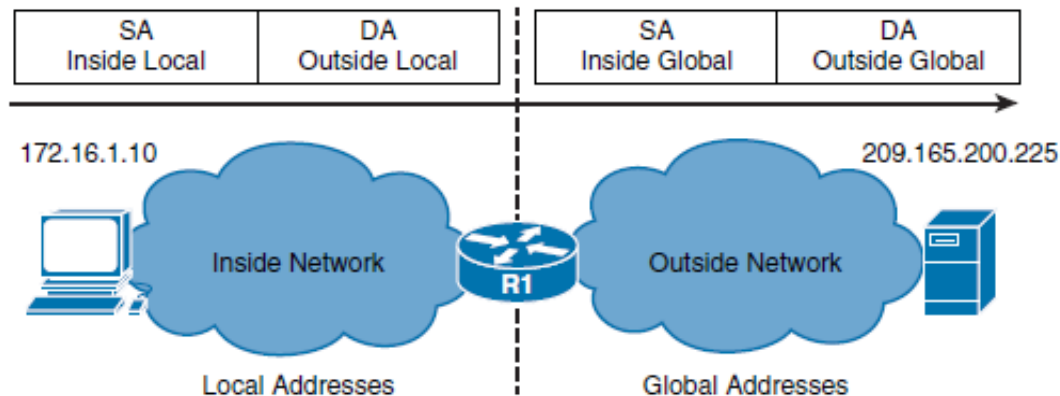 SA
Inside Local
DA
Outside Local
SA
Inside Global
DA
Outside Global
172.16.1.10
209.165.200.225
Inside Network
R1
Outside Network
Local Addresses
Global Addresses